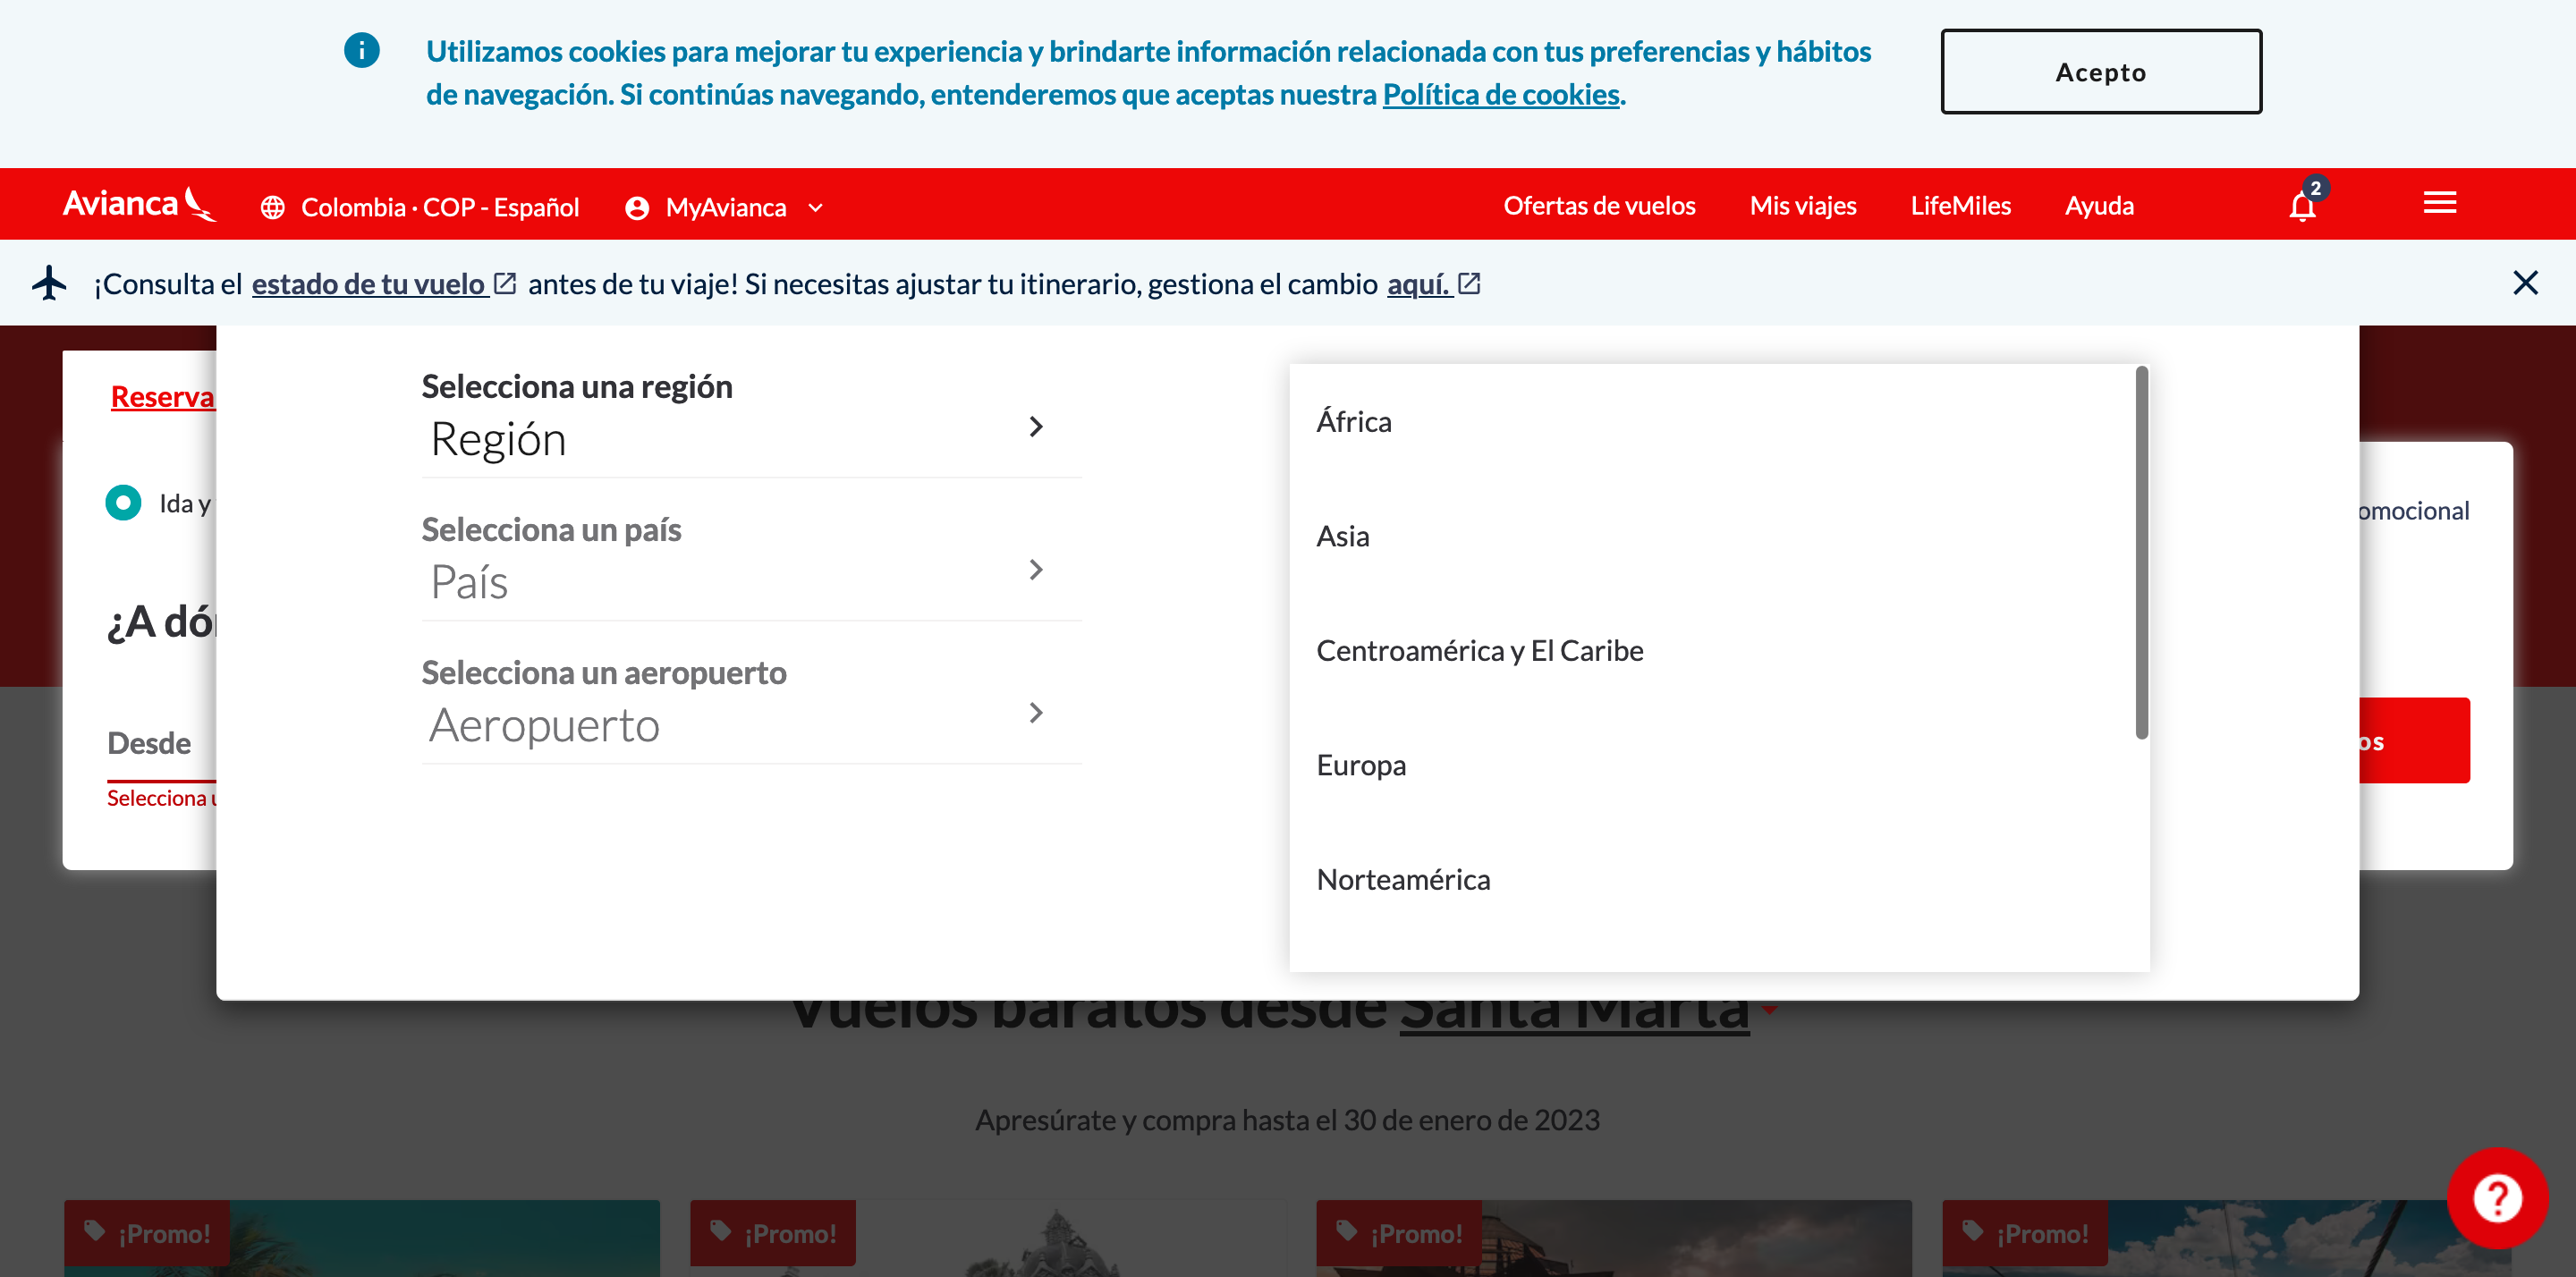 Utilizamos cookies para mejorar tu experiencia y brindarte información relacionada con tus preferencias y hábitos
de navegación. Si continúas navegando, entenderemos que aceptas nuestra Política de cookies.
Acepto
Avianca
Colombia · COP - Español
MyAvianca
Ofertas de vuelos
Mis viajes
LifeMiles
Ayuda
2
¡Consulta el estado de tu vuelo antes de tu viaje! Si necesitas ajustar tu itinerario, gestiona el cambio aquí.
Reserva
Ida y
¿A dón
Desde
Selecciona
Selecciona una región
Región
Selecciona un país
País
Selecciona un aeropuerto
Aeropuerto
África
Asia
Centroamérica y El Caribe
Europa
Norteamérica
omocional
os
Vuelos baratos desde Santa Marta
Apresúrate y compra hasta el 30 de enero de 2023
¡Promo!
¡Promo!
¡Promo!
¡Promo!